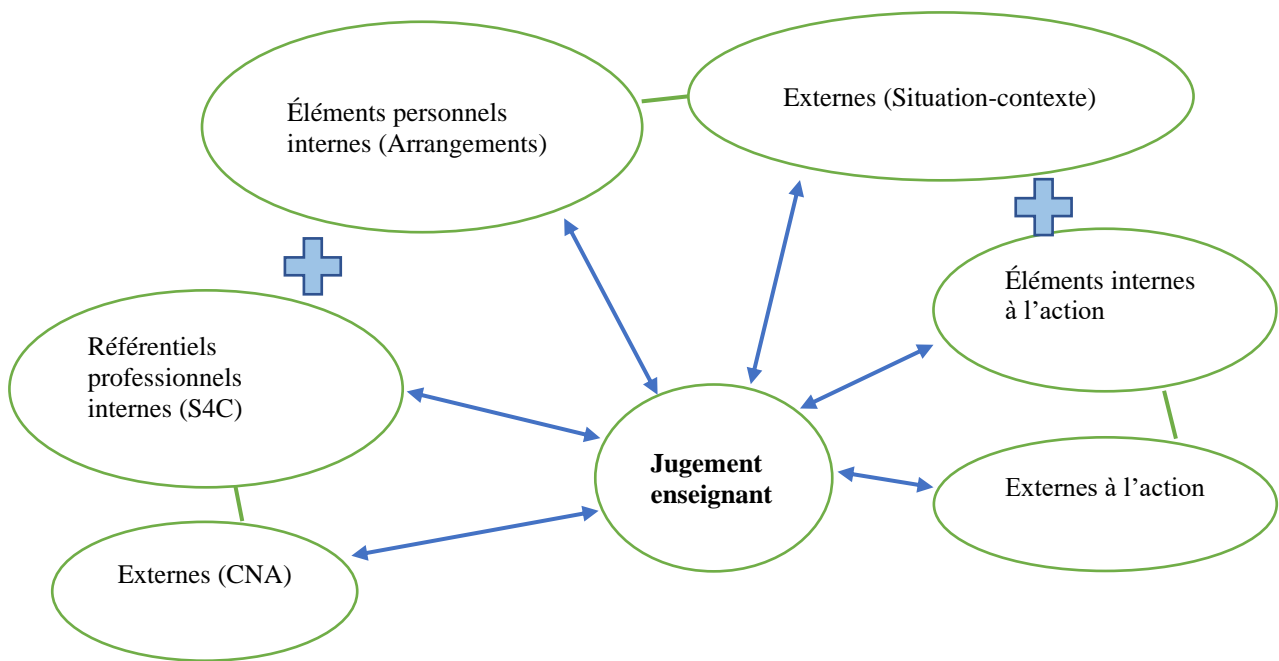 Éléments personnels
internes (Arrangements)
Externes (Situation-contexte)
Éléments internes
à l’action
Référentiels
professionnels
internes (S4C)
Jugement
enseignant
Externes à l’action
Externes (CNA)